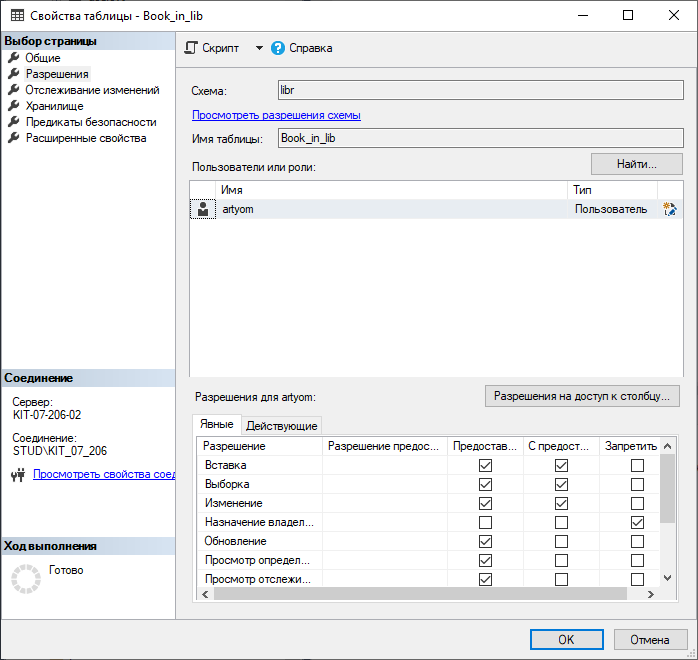 Свойства таблицы - Book_in_lib
Выбор страницы
Общие
Разрешения
Отслеживание изменений
Хранилище
Предикаты безопасности
Расширенные свойства
Скрипт
Справка
Схема:
libr
Просмотреть разрешения схемы
Имя таблицы:
Book_in_lib
Пользователи или роли:
Найти...
Имя Тип
artyom Пользователь
Соединение
Сервер:
KIT-07-206-02
Соединение:
STUD\KIT_07_206
Просмотреть свойства соед
Ход выполнения
Готово
Разрешения для artyom:
Разрешения на доступ к столбцу...
Явные Действующие
Разрешение Разрешение предос... Предостав... С предост... Запретить
Вставка
Выборка
Изменение
Назначение владел...
Обновление
Просмотр определ...
Просмотр отслежи...
OK
Отмена